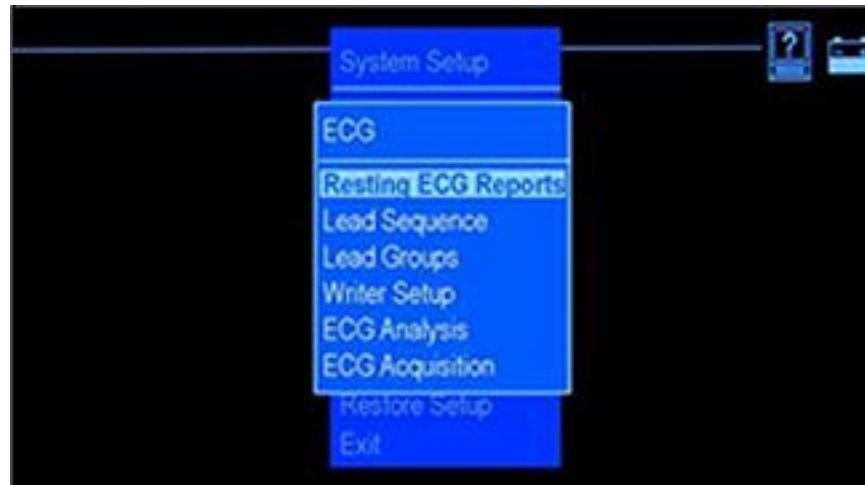 System Setup
?
ECG
Resting ECG Reports
Lead Sequence
Lead Groups
Writer Setup
ECG Analysis
ECG Acquisition
Restore Setup
Exit